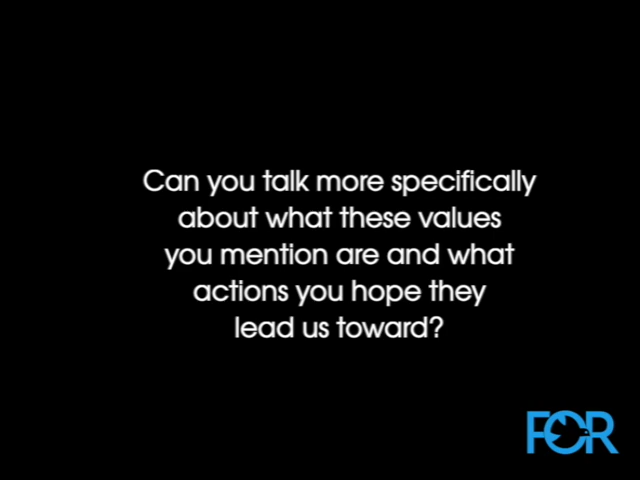 Can you talk more specifically
about what these values
you mention are and what
actions you hope they
lead us toward?
FOR